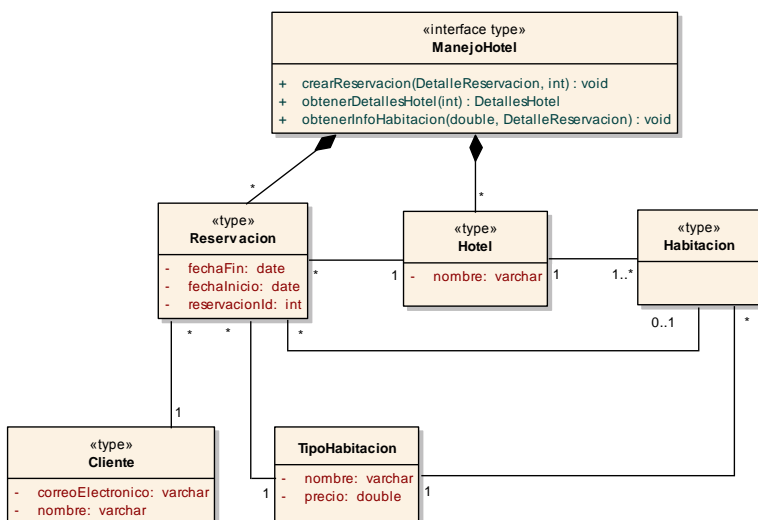 «interface type»
ManejoHotel
+ crearReservacion(DetalleReservacion, int) : void
+ obtenerDetallesHotel(int) : DetallesHotel
+ obtenerInfoHabitacion(double, DetalleReservacion) : void
*
*
«type»
Reservacion
- fechaFin: date
- fechaInicio: date
- reservacionId: int
«type»
Hotel
- nombre: varchar
«type»
Habitacion
*
1
1
1..*
*
*
*
0..1
*
1
«type»
Cliente
- correoElectronico: varchar
- nombre: varchar
TipoHabitacion
- nombre: varchar
- precio: double
1
1